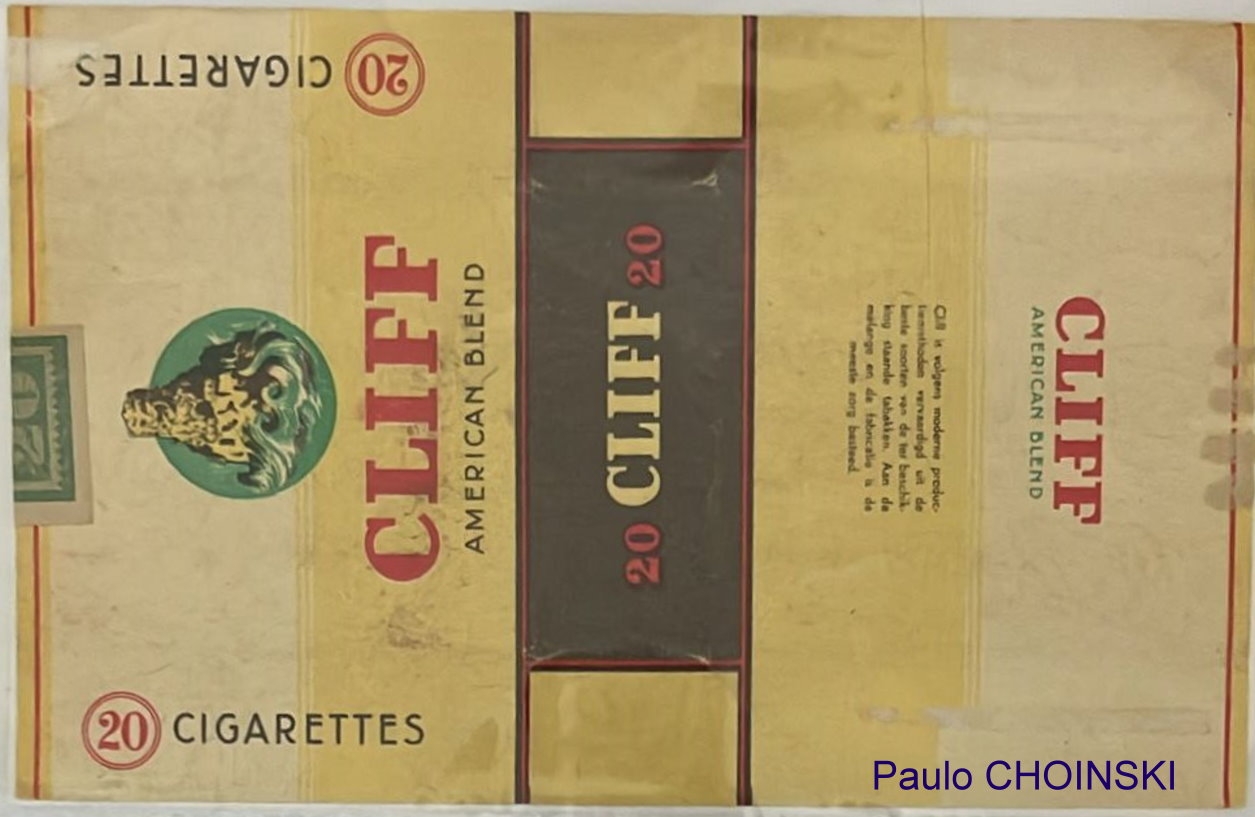 20 CIGARETTES
20
CLIFF
AMERICAN BLEND
20 CLIFF 20
Cliff is volgens moderne produc-
tiemethoden vervaardigd uit de
beste soorten van de ter beschik-
king staande tabakken. Aan de
melange en de fabricatie is de
meeste zorg besteed.
CLIFF
AMERICAN BLEND
20 CIGARETTES
Paulo CHOINSKI